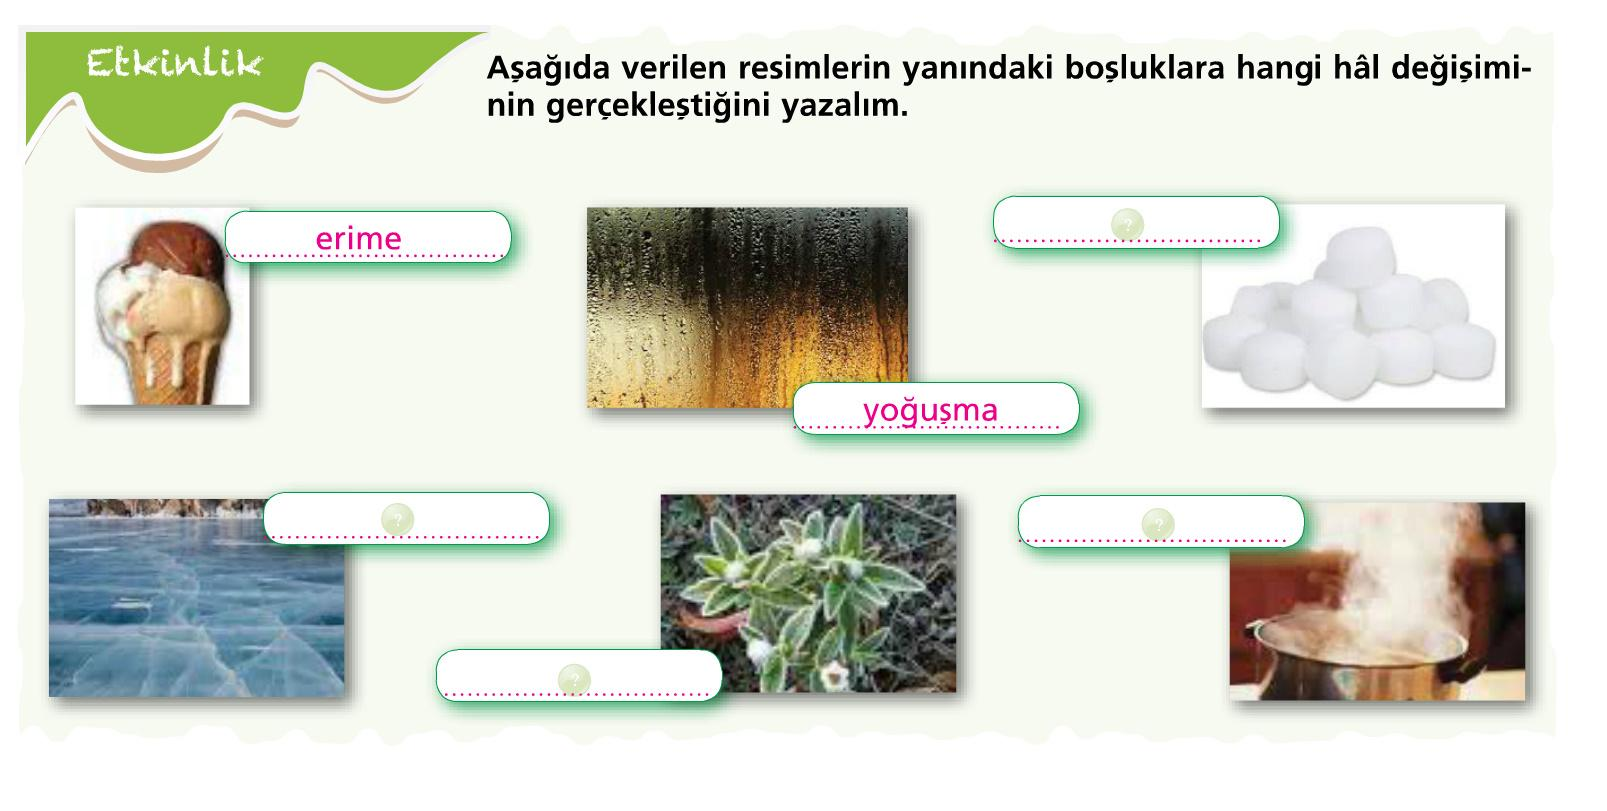 Etkinlik
Aşağıda verilen resimlerin yanındaki boşluklara hangi hâl değişimi-
nin gerçekleştiğini yazalım.
?
erime
yoğuşma
?
?
?